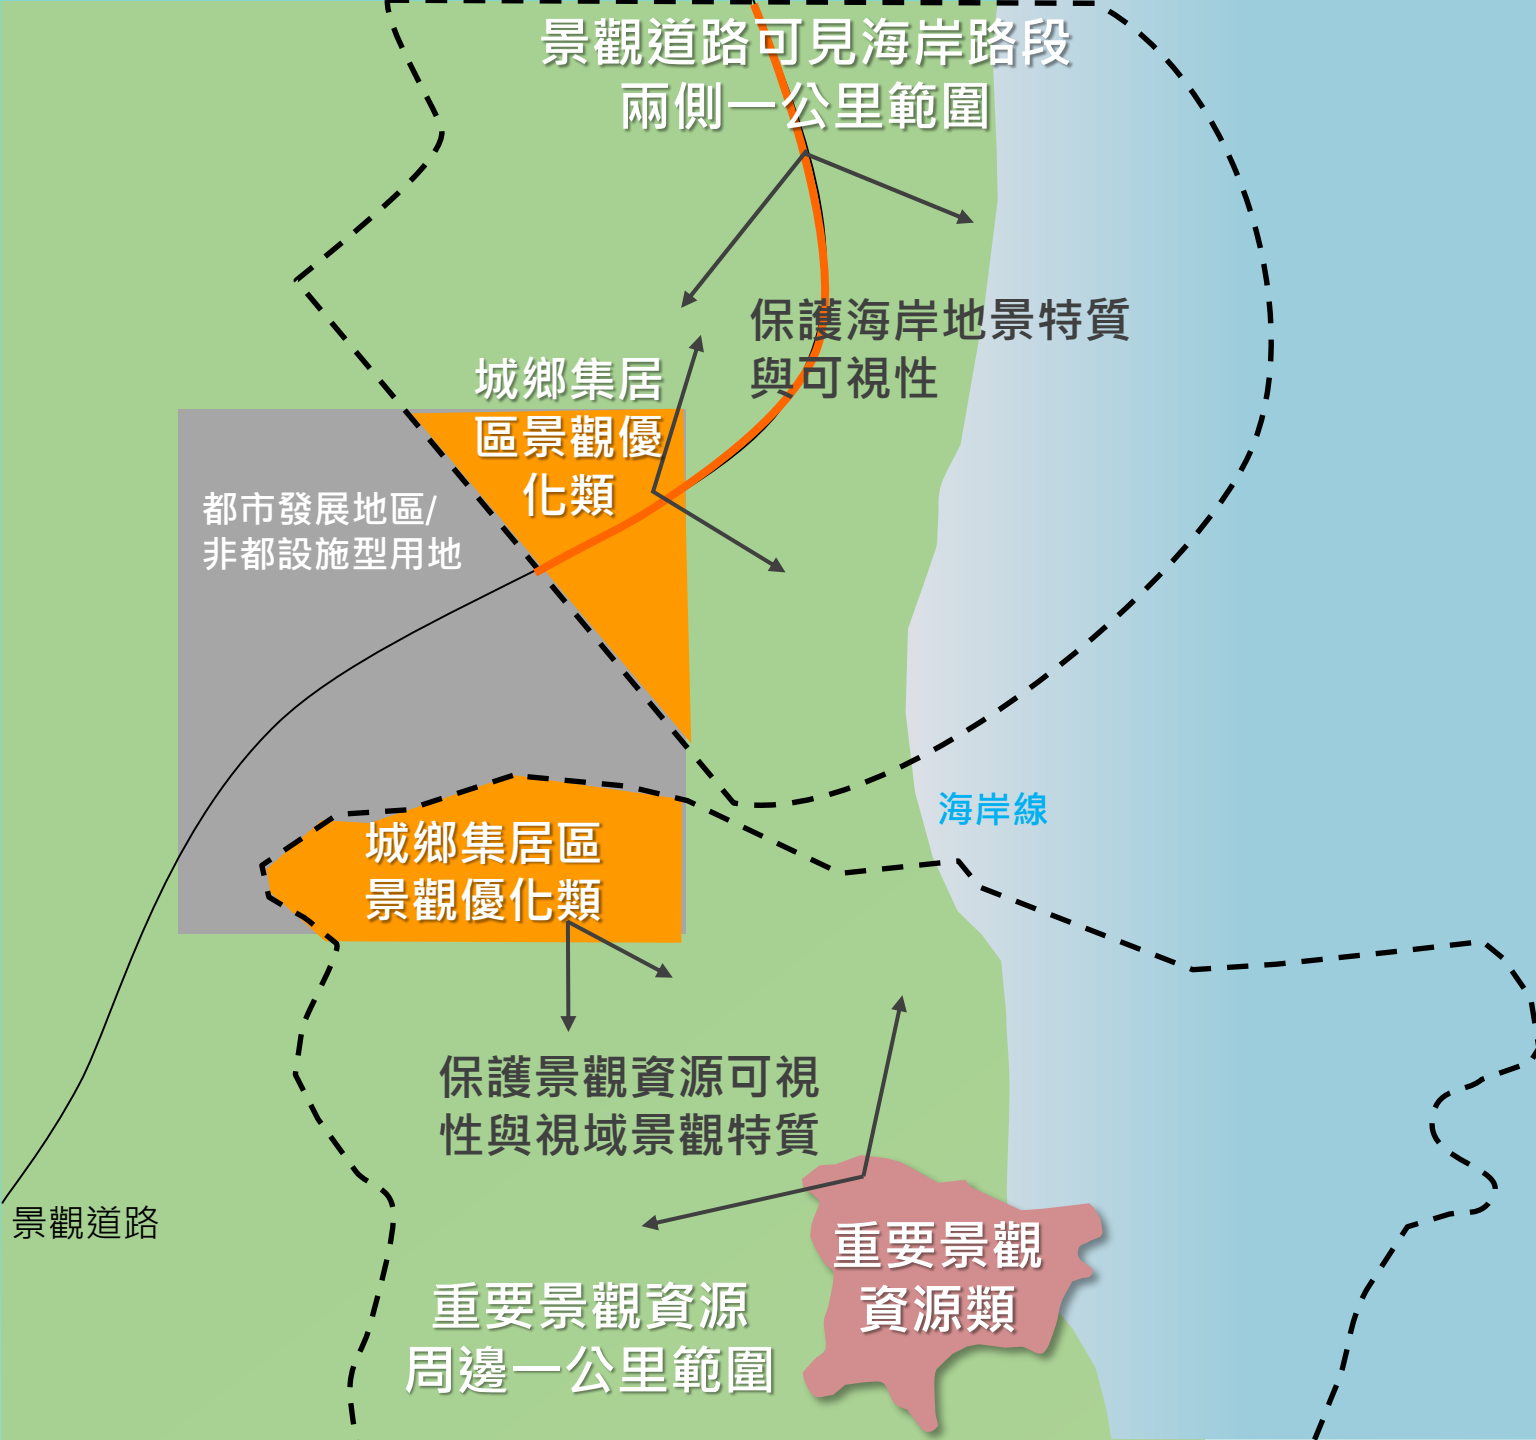 景觀道路可見海岸路段
兩側一公里範圍
保護海岸地景特質
與可視性
城鄉集居
區景觀優
化類
都市發展地區/
非都設施型用地
海岸線
城鄉集居區
景觀優化類
保護景觀資源可視
性與視域景觀特質
景觀道路
重要景觀
資源類
重要景觀資源
周邊一公里範圍